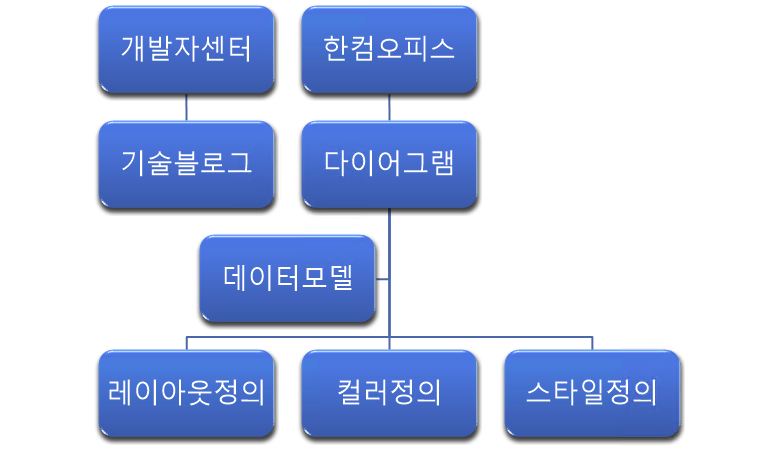 개발자센터
한컴오피스
기술블로그
다이어그램
데이터모델
레이아웃정의
컬러정의
스타일정의